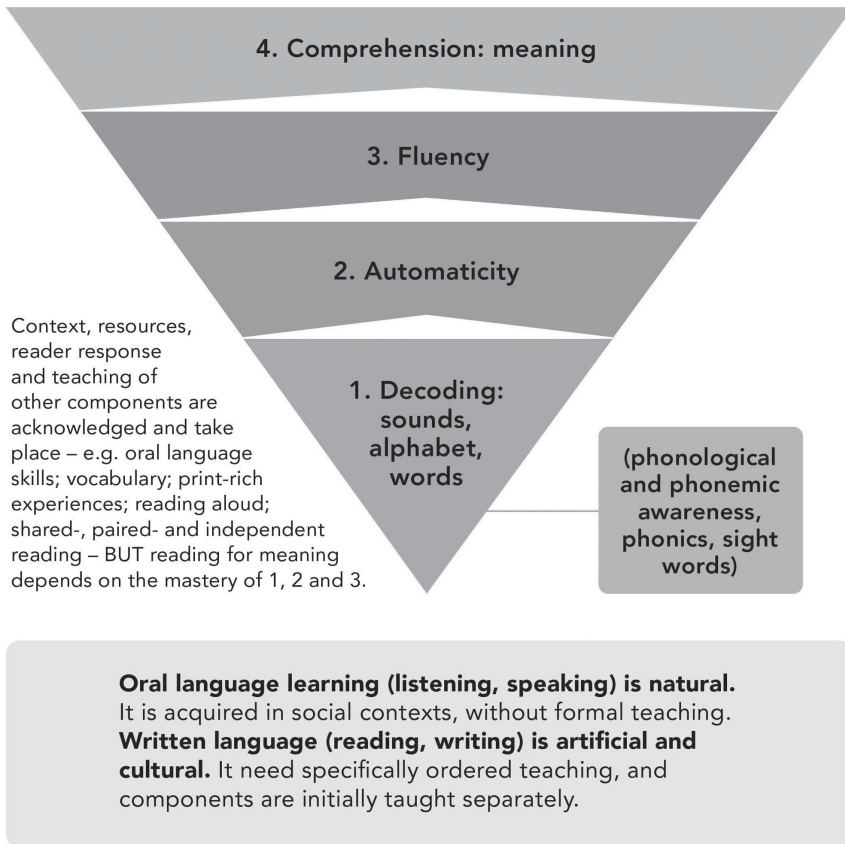 4. Comprehension: meaning
3. Fluency
2. Automaticity
1. Decoding:
sounds,
alphabet,
words
Context, resources,
reader response
and teaching of
other components are
acknowledged and take
place – e.g. oral language
skills; vocabulary; print-rich
experiences; reading aloud;
shared-, paired- and independent
reading – BUT reading for meaning
depends on the mastery of 1, 2 and 3.
(phonological
and phonemic
awareness,
phonics, sight
words)
Oral language learning (listening, speaking) is natural.
It is acquired in social contexts, without formal teaching.
Written language (reading, writing) is artificial and
cultural. It need specifically ordered teaching, and
components are initially taught separately.